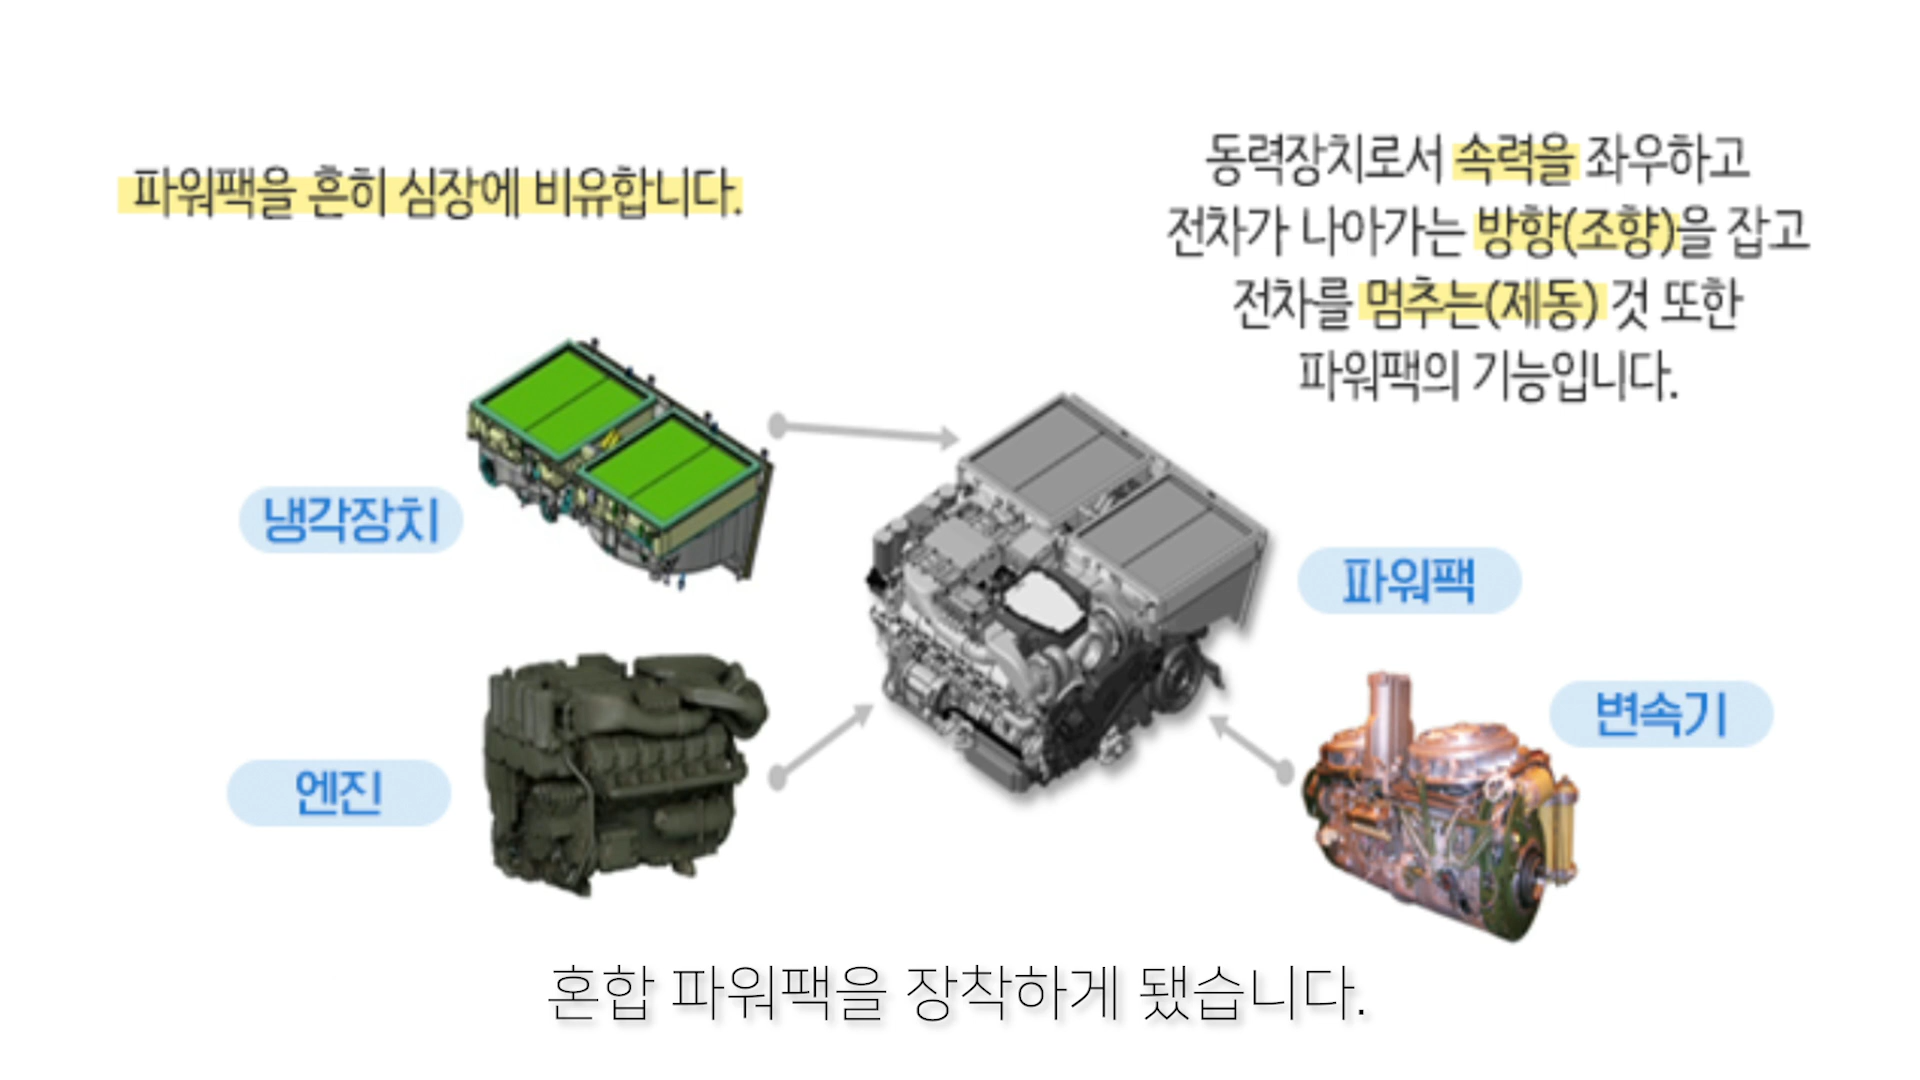 파워팩을 흔히 심장에 비유합니다.
동력장치로서 속력을 좌우하고
전차가 나아가는 방향(조향)을 잡고
전차를 멈추는(제동) 것 또한
파워팩의 기능입니다.
냉각장치
파워팩
변속기
엔진
혼합 파워팩을 장착하게 됐습니다.